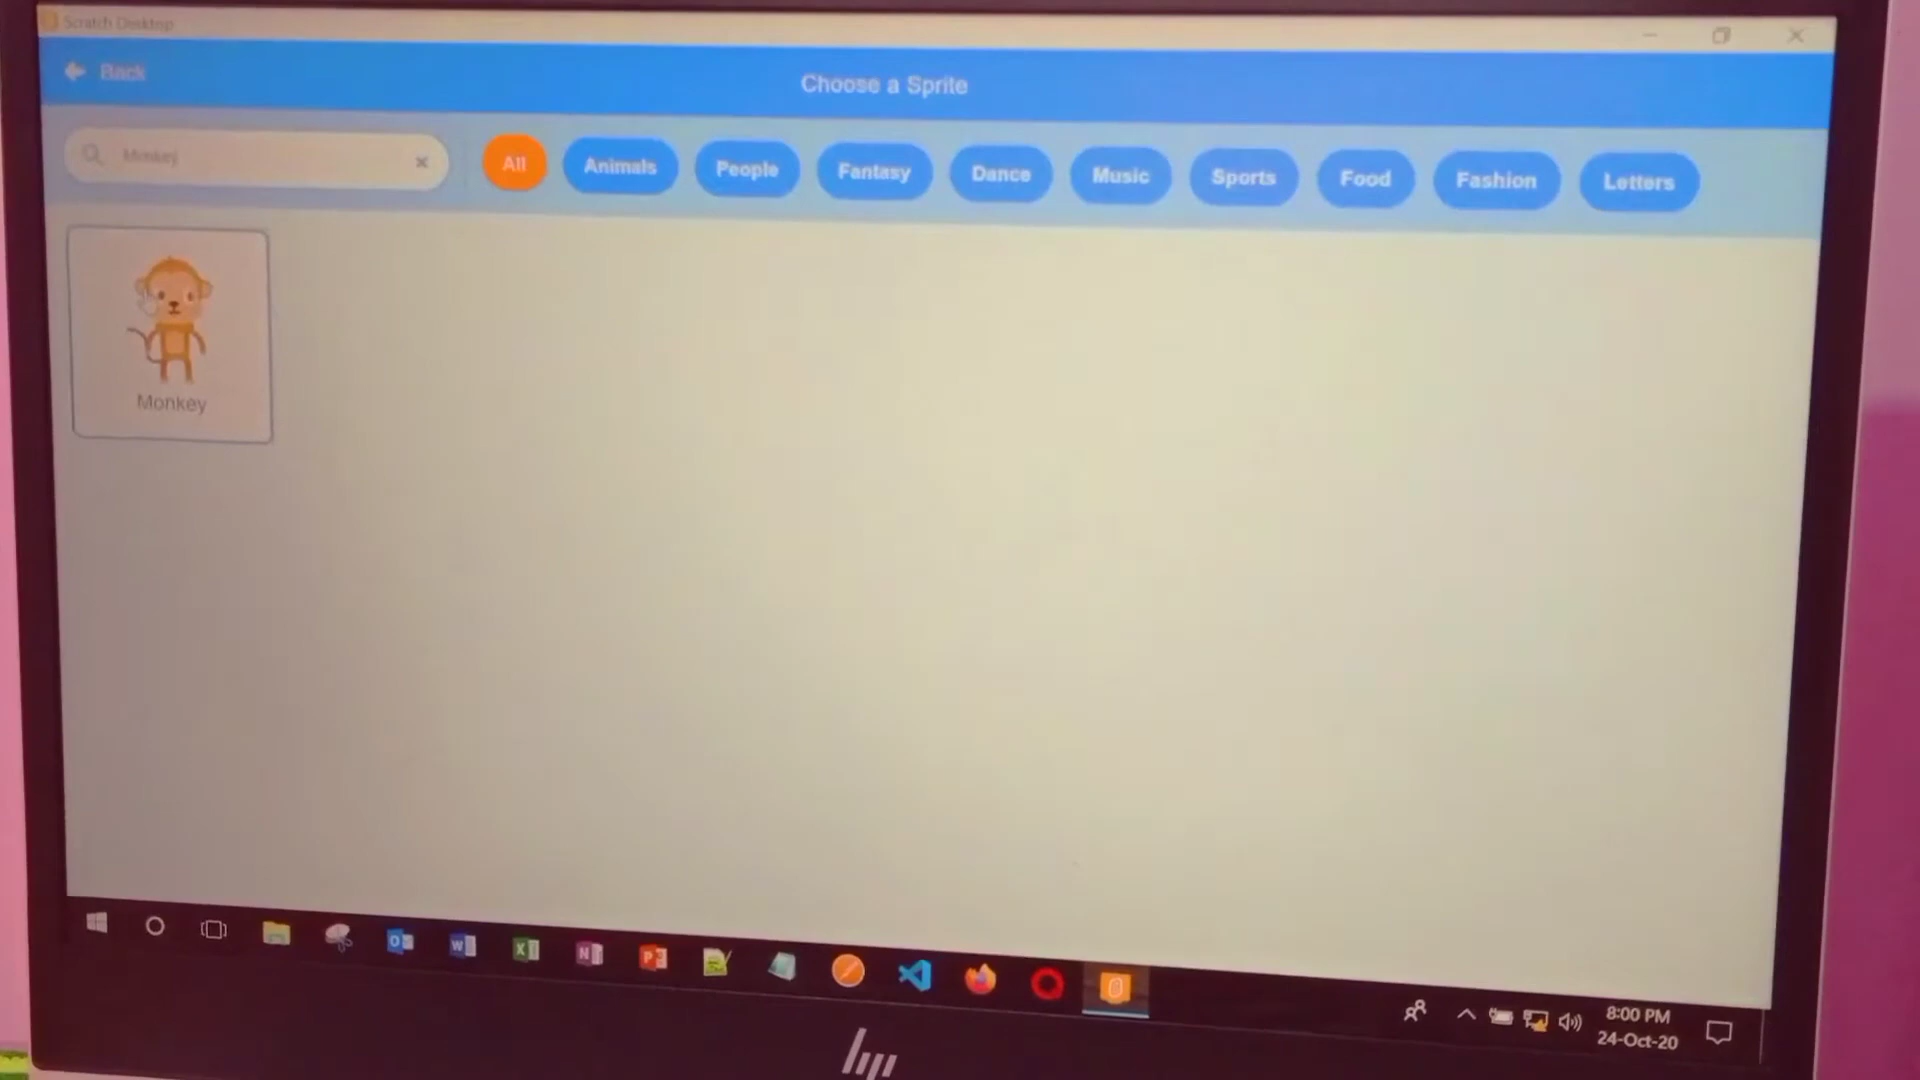 Scratch Desktop
Back
Choose a Sprite
Monkey
All
Animals
People
Fantasy
Dance
Music
Sports
Food
Fashion
Letters
Monkey
8:00 PM
24-Oct-20
hp